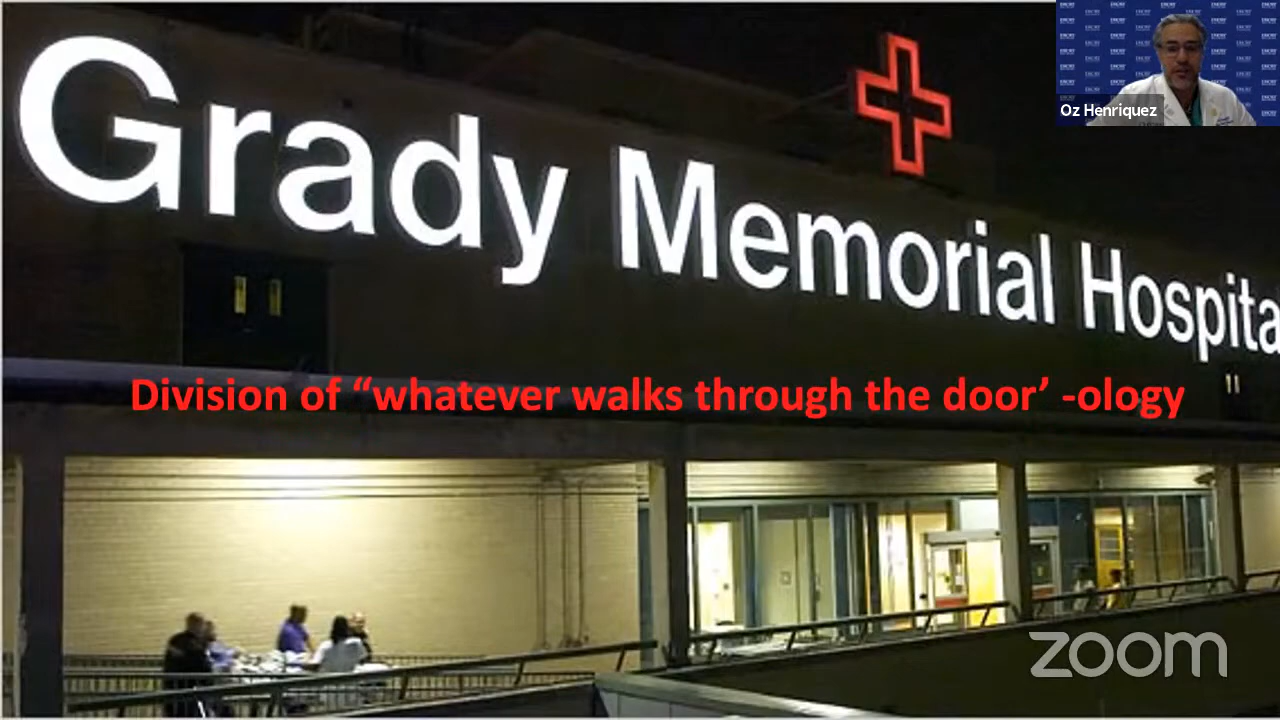 Grady Memorial Hospita
Oz Henriquez
Division of “whatever walks through the door’ -ology
zoom